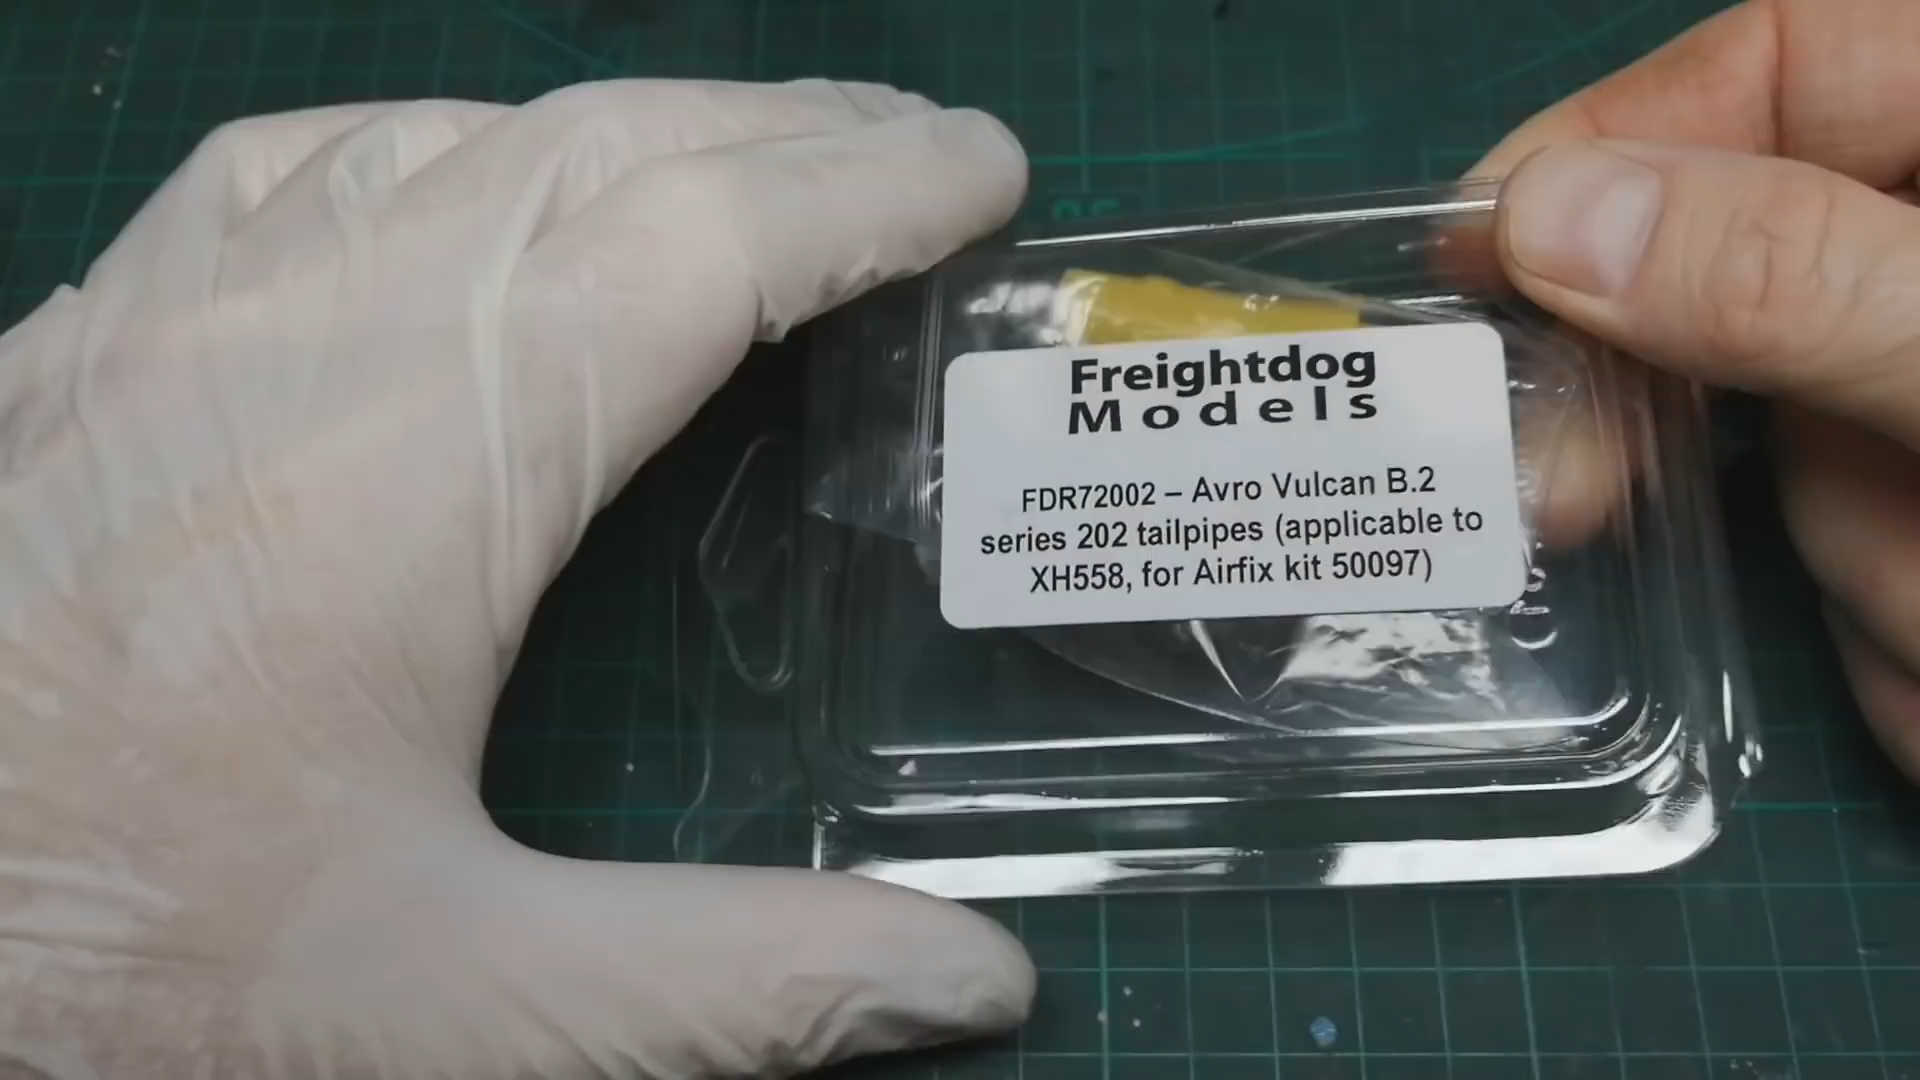 Freightdog
Models
FDR72002 – Avro Vulcan B.2
series 202 tailpipes (applicable to
XH558, for Airfix kit 50097)